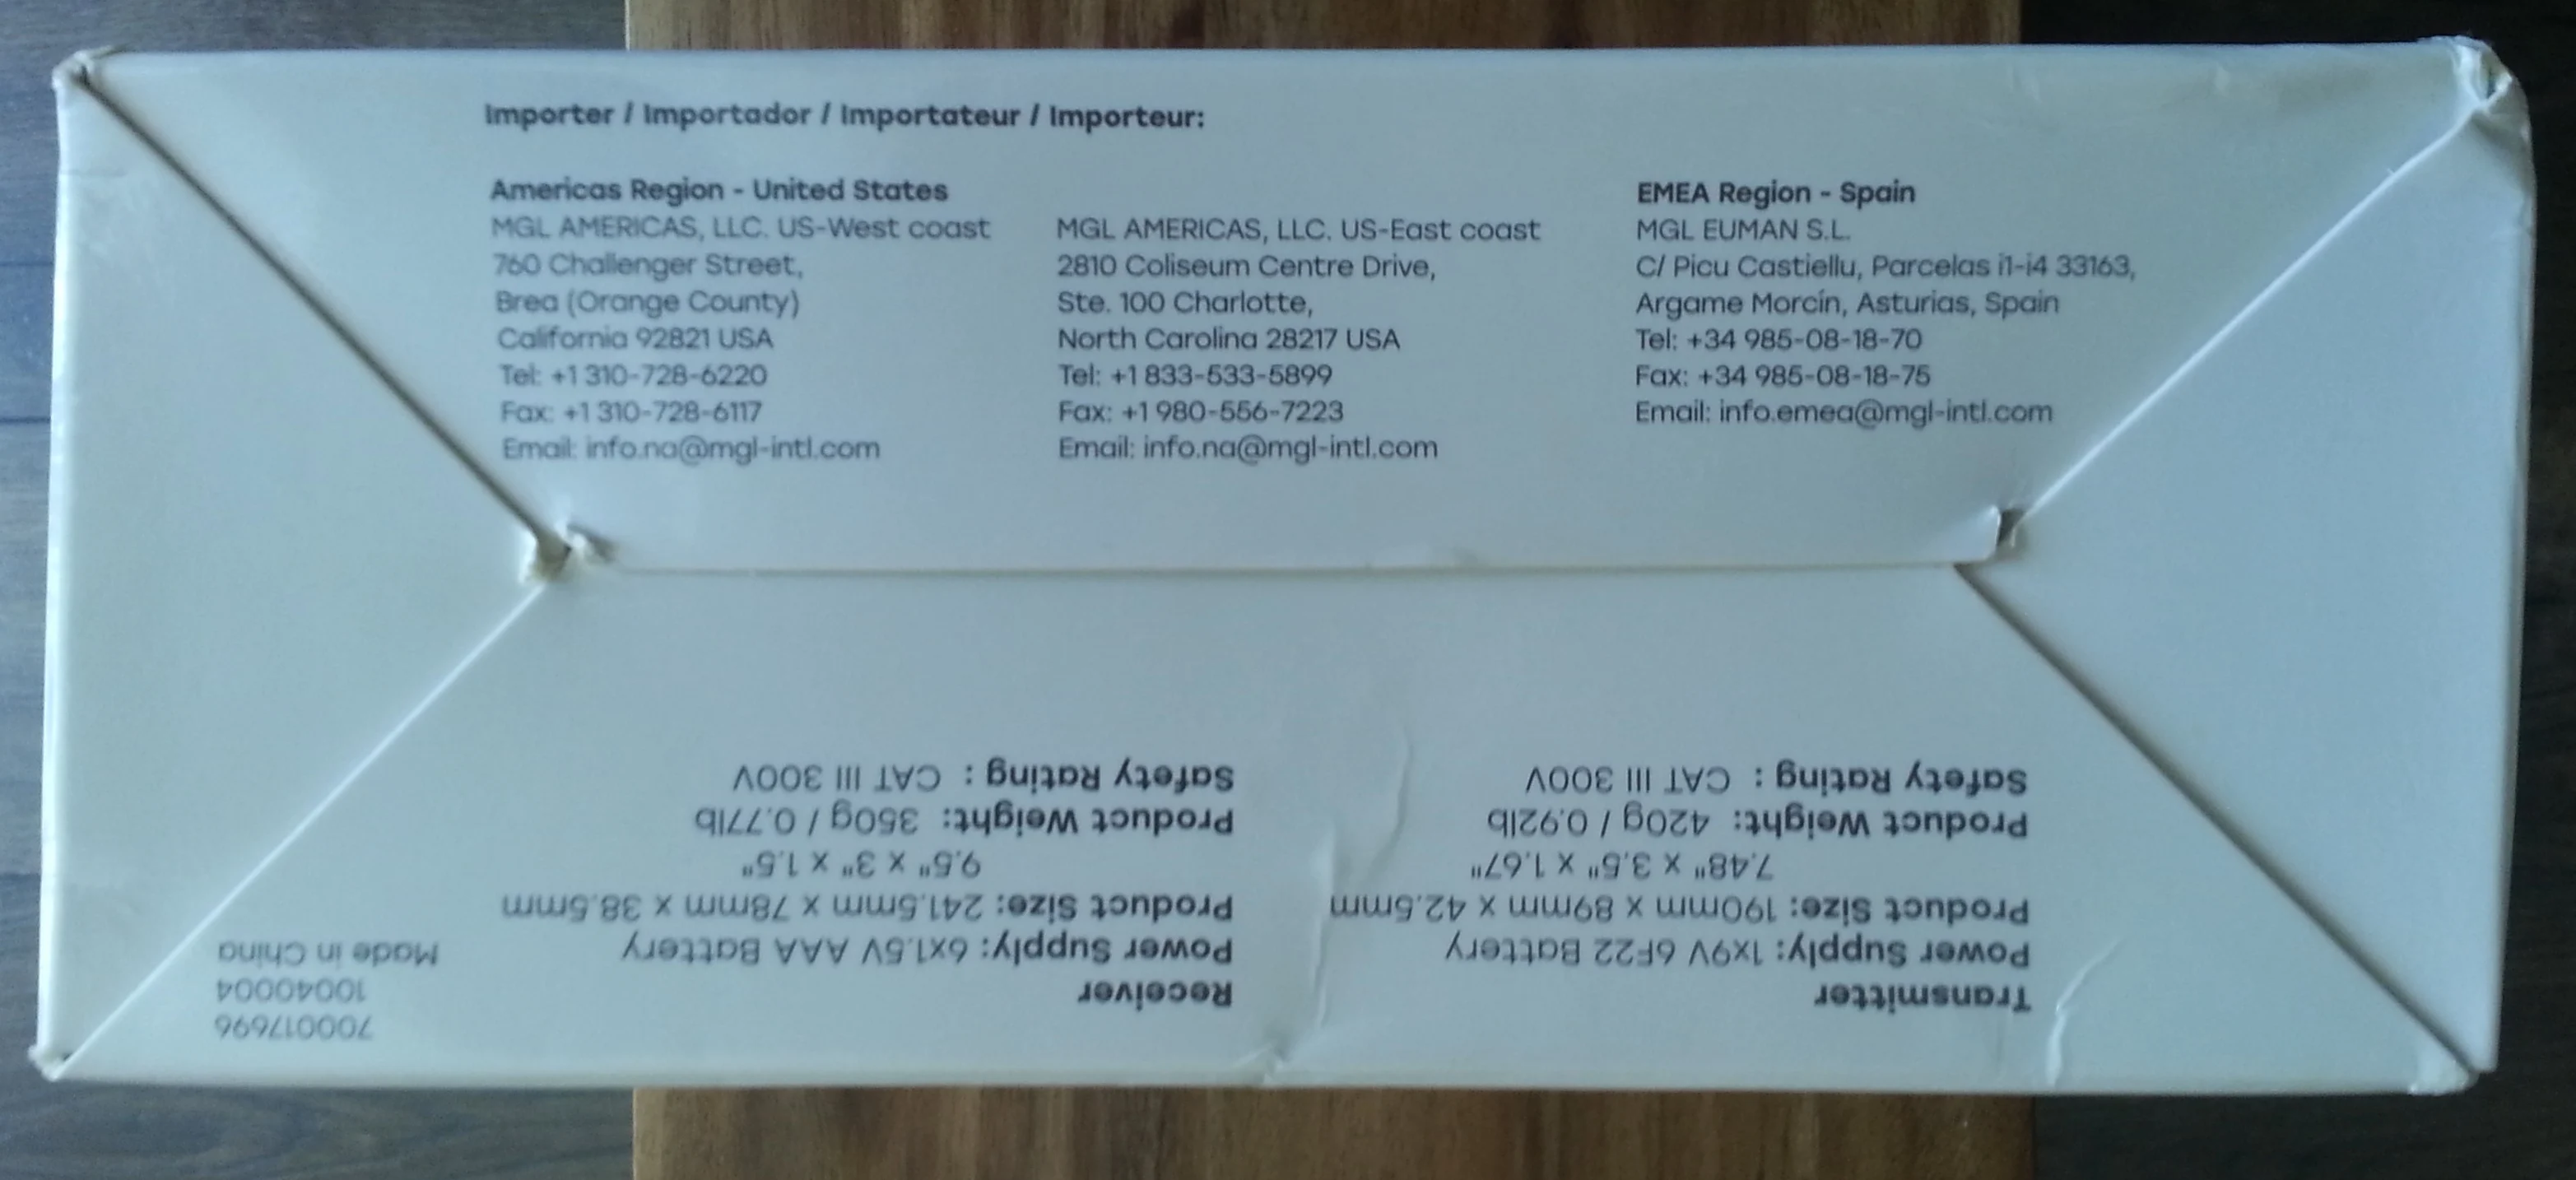 Importer / Importador / Importateur / Importeur:
Americas Region - United States
MGL AMERICAS, LLC. US-West coast
760 Challenger Street,
Brea (Orange County)
California 92821 USA
Tel: +1 310-728-6220
Fax: +1 310-728-6117
Email: info.na@mgl-intl.com
MGL AMERICAS, LLC. US-East coast
2810 Coliseum Centre Drive,
Ste. 100 Charlotte,
North Carolina 28217 USA
Tel: +1 833-533-5899
Fax: +1 980-556-7223
Email: info.na@mgl-intl.com
EMEA Region - Spain
MGL EUMAN S.L.
C/ Picu Castiellu, Parcelas i1-i4 33163,
Argame Morcín, Asturias, Spain
Tel: +34 985-08-18-70
Fax: +34 985-08-18-75
Email: info.emea@mgl-intl.com
Transmitter
Power Supply: 1x9V 6F22 Battery
Product Size: 190mm x 89mm x 42.5mm
7.48" x 3.5" x 1.67"
Product Weight: 420g / 0.92lb
Safety Rating : CAT III 300V
Receiver
Power Supply: 6x1.5V AAA Battery
Product Size: 241.5mm x 78mm x 38.5mm
9.5" x 3" x 1.5"
Product Weight: 350g / 0.77lb
Safety Rating : CAT III 300V
700017696
10040004
Made in China